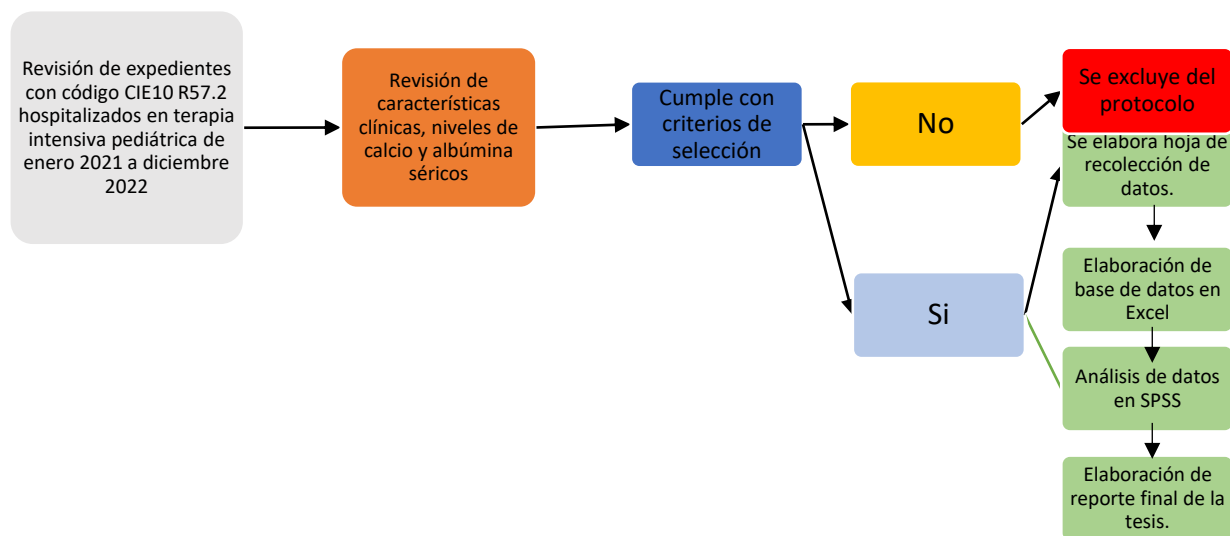 Revisión de expedientes
con código CIE10 R57.2
hospitalizados en terapia
intensiva pediátrica de
enero 2021 a diciembre
2022
Revisión de
características
clínicas, niveles de
calcio y albúmina
séricos
Cumple con
criterios de
selección
No
Se excluye del
protocolo
Si
Se elabora hoja de
recolección de
datos.
Elaboración de
base de datos en
Excel
Análisis de datos
en SPSS
Elaboración de
reporte final de la
tesis.